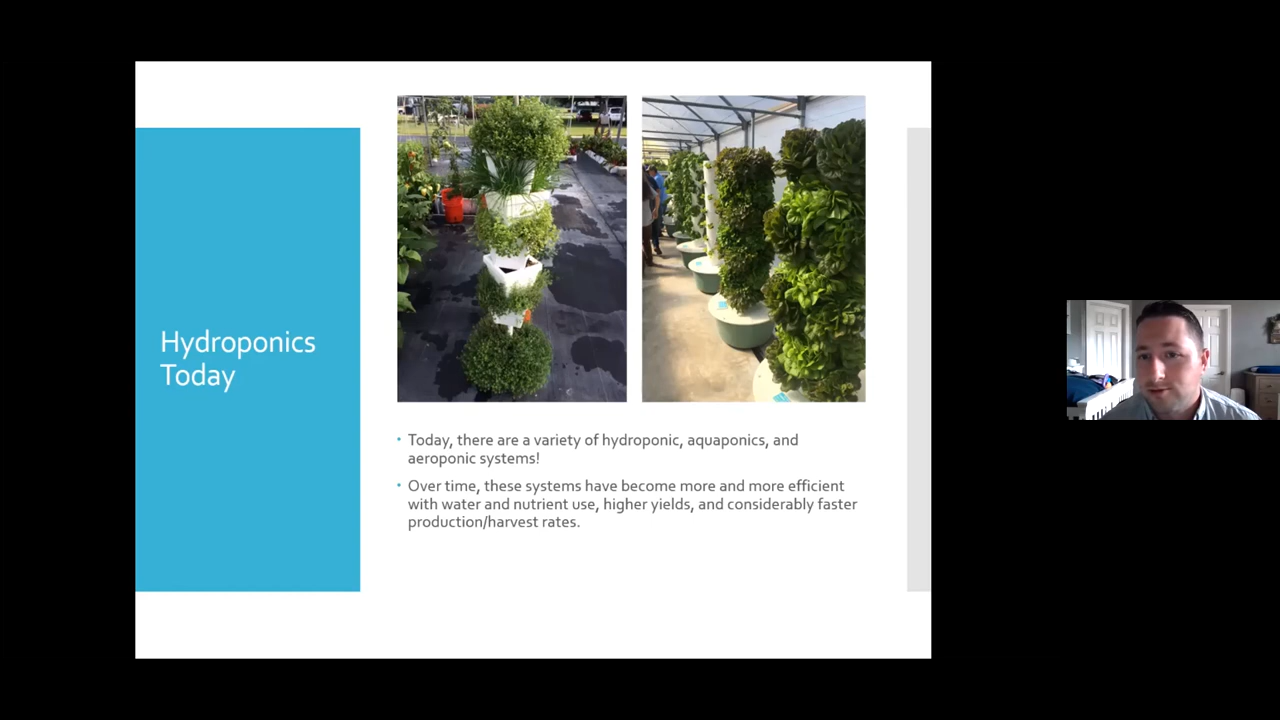 Hydroponics
Today
• Today, there are a variety of hydroponic, aquaponics, and
aeroponic systems!
• Over time, these systems have become more and more efficient
with water and nutrient use, higher yields, and considerably faster
production/harvest rates.